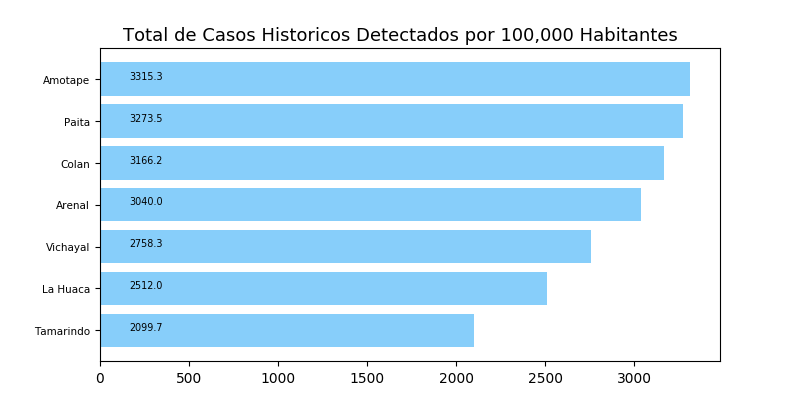 Total de Casos Historicos Detectados por 100,000 Habitantes
Amotape 3315.3
Paita 3273.5
Colan 3166.2
Arenal 3040.0
Vichayal 2758.3
La Huaca 2512.0
Tamarindo 2099.7
0 500 1000 1500 2000 2500 3000